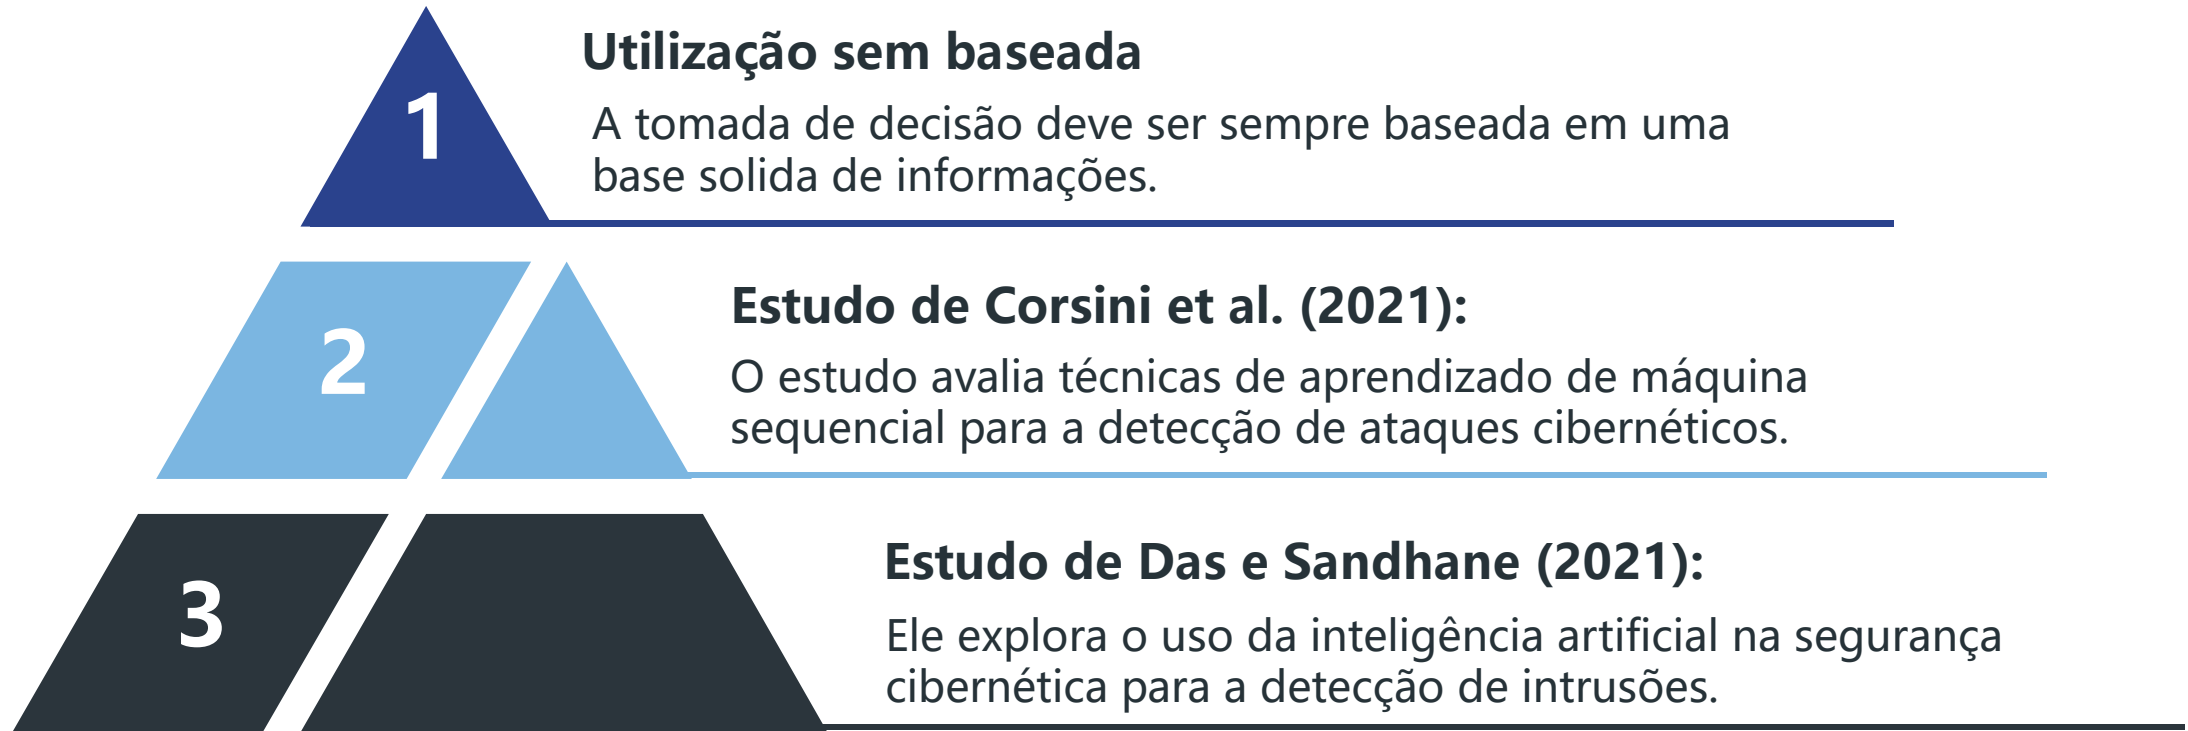 1
Utilização sem baseada
A tomada de decisão deve ser sempre baseada em uma
base solida de informações.
2
Estudo de Corsini et al. (2021):
O estudo avalia técnicas de aprendizado de máquina
sequencial para a detecção de ataques cibernéticos.
3
Estudo de Das e Sandhane (2021):
Ele explora o uso da inteligência artificial na segurança
cibernética para a detecção de intrusões.